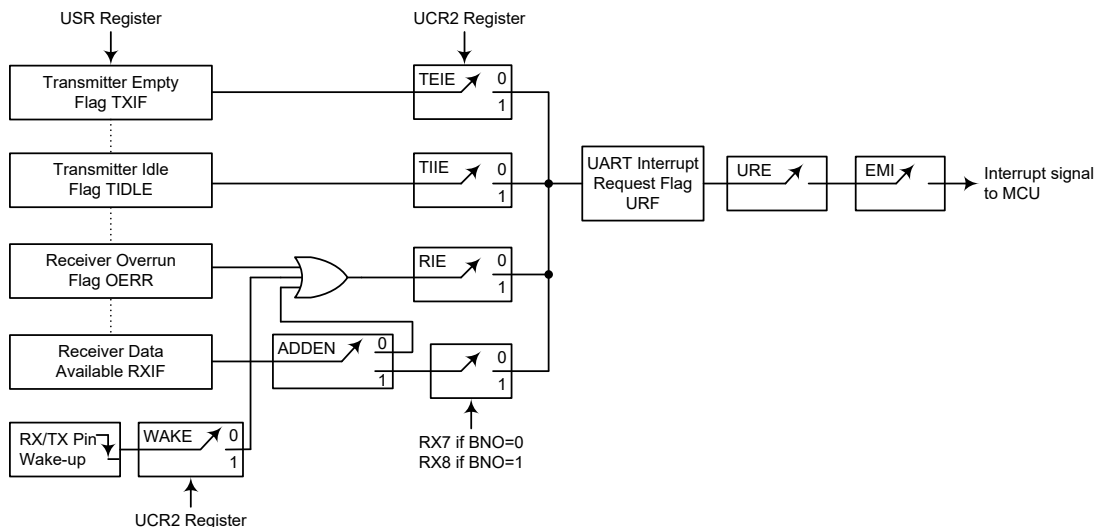 USR Register
UCR2 Register
Transmitter Empty
Flag TXIF
TEIE
0
1
Transmitter Idle
Flag TIDLE
TIIE
0
1
UART Interrupt
Request Flag
URF
URE
EMI
Interrupt signal
to MCU
Receiver Overrun
Flag OERR
RIE
0
1
Receiver Data
Available RXIF
ADDEN
0
1
0
1
RX/TX Pin
Wake-up
WAKE
0
1
RX7 if BNO=0
RX8 if BNO=1
UCR2 Register